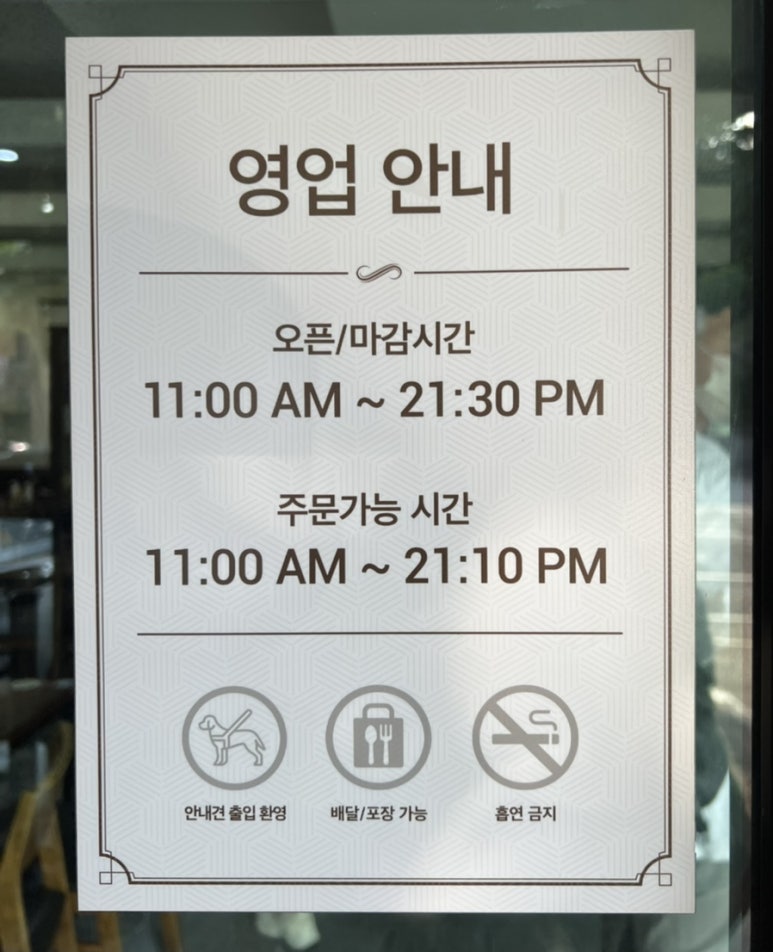 영업 안내
오픈/마감시간
11:00 AM ~ 21:30 PM
주문가능 시간
11:00 AM ~ 21:10 PM
안내견 출입 환영
배달/포장 가능
흡연 금지